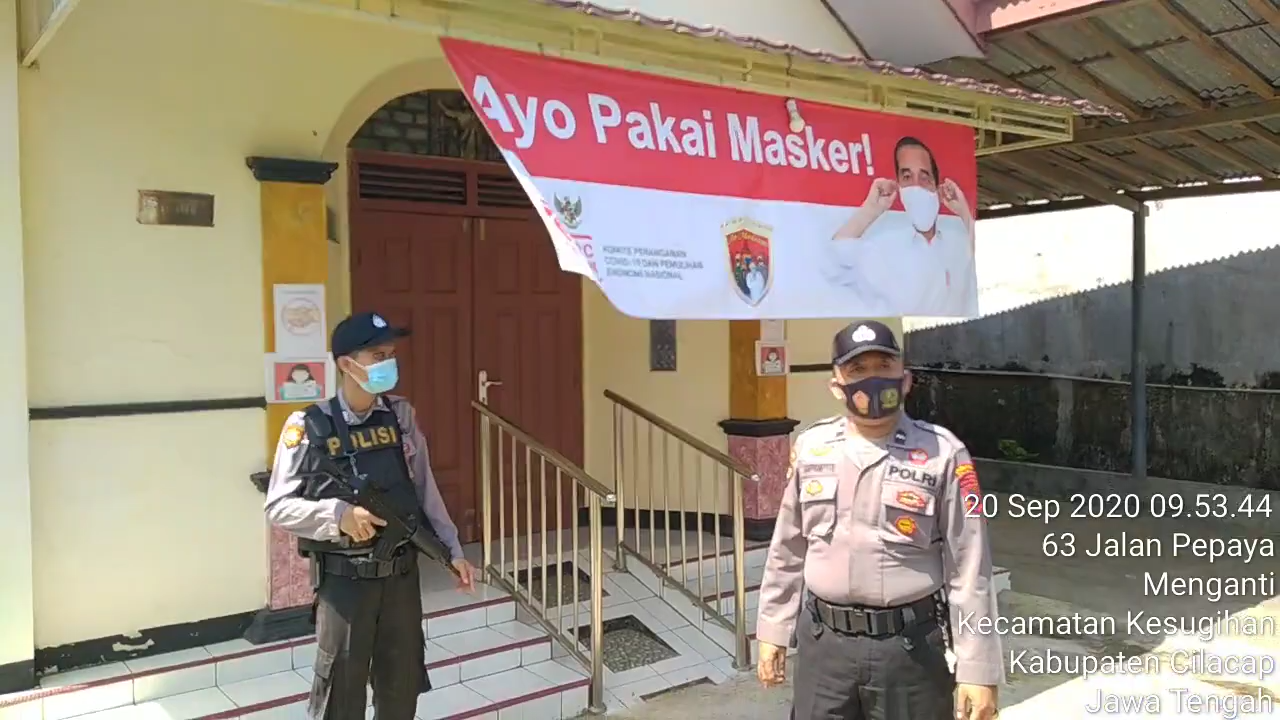 Ayo Pakai Masker!
KOMITE PENANGANAN
COVID-19 DAN PEMULIHAN
EKONOMI NASIONAL
POLISI
POLRI
20 Sep 2020 09.53.44
63 Jalan Pepaya
Menganti
Kecamatan Kesugihan
Kabupaten Cilacap
Jawa Tengah